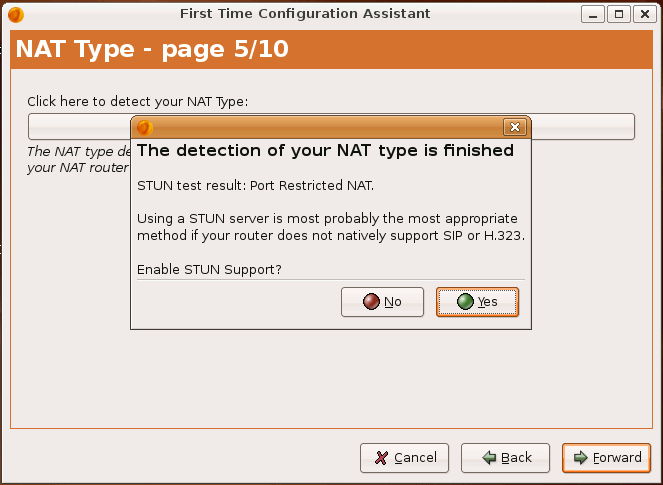 First Time Configuration Assistant
NAT Type - page 5/10
Click here to detect your NAT Type:
The NAT type de
your NAT router
The detection of your NAT type is finished
STUN test result: Port Restricted NAT.
Using a STUN server is most probably the most appropriate
method if your router does not natively support SIP or H.323.
Enable STUN Support?
No
Yes
Cancel
Back
Forward